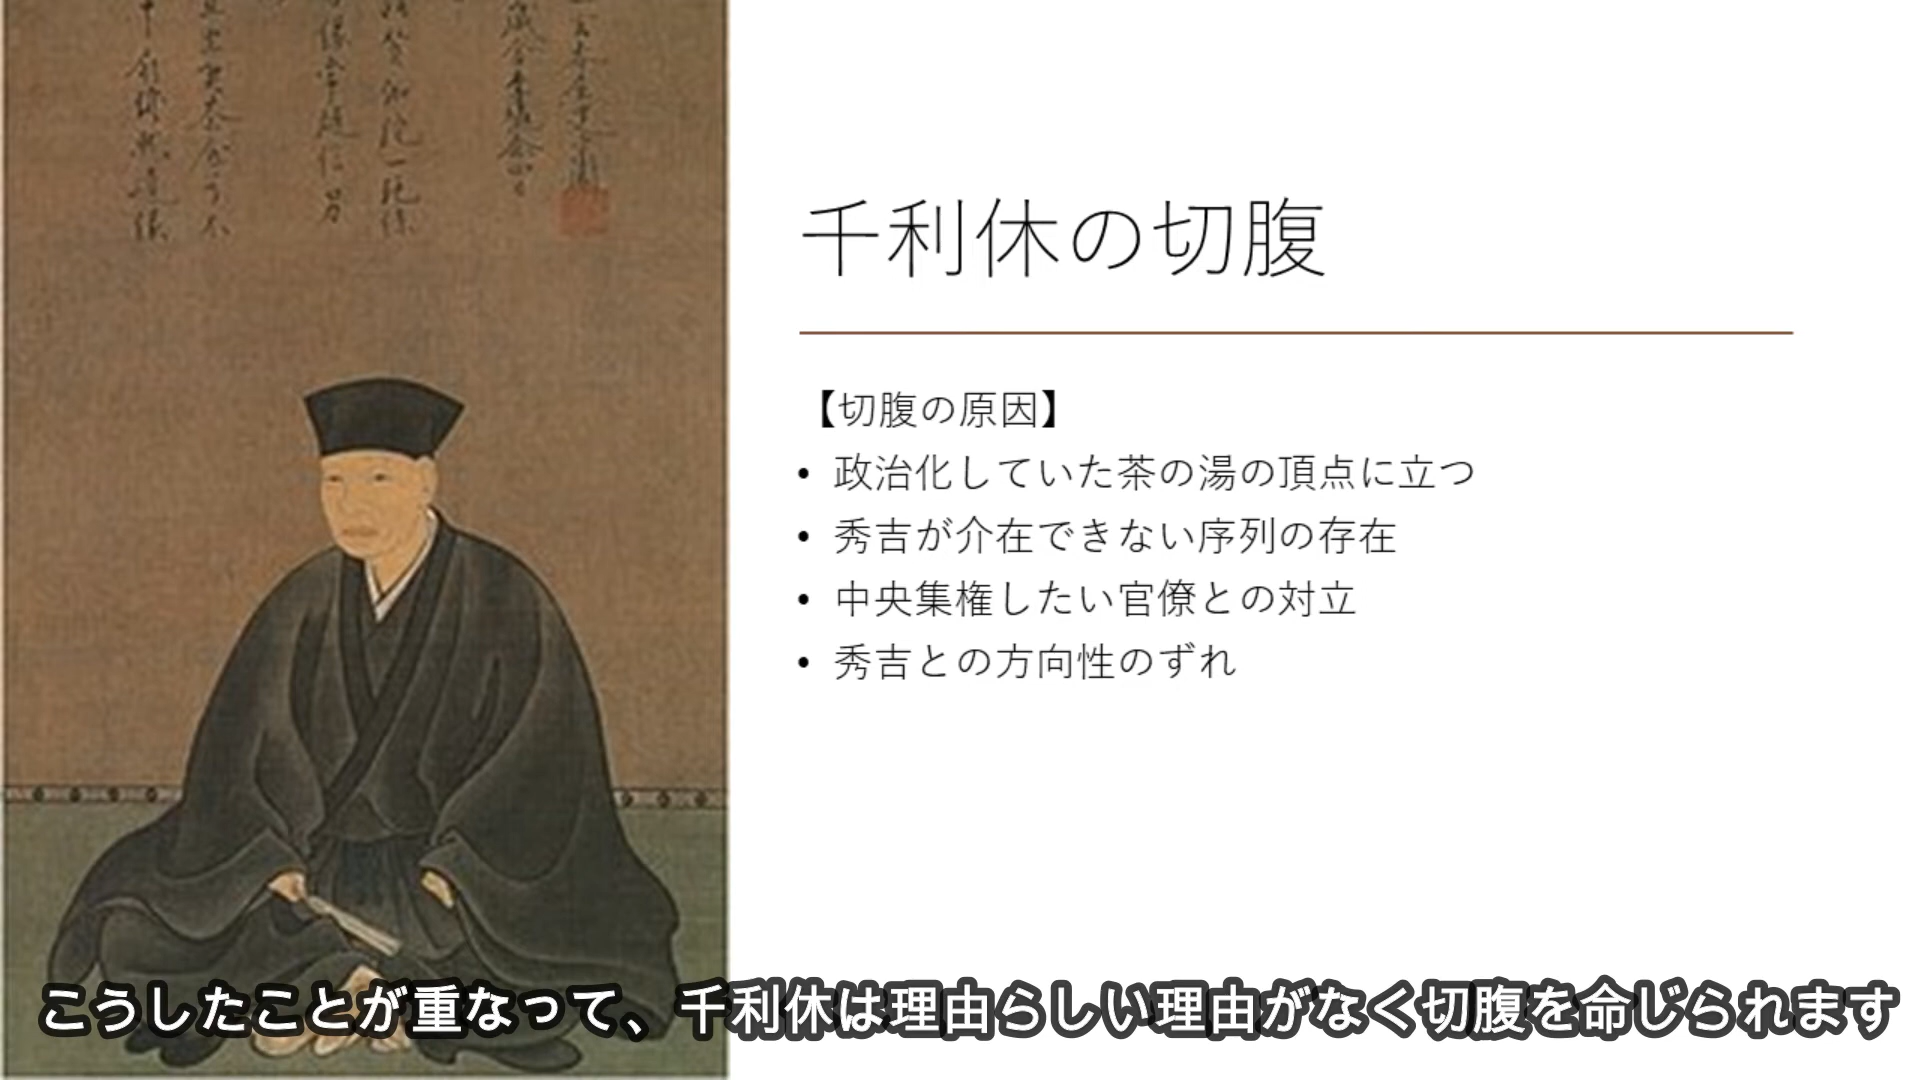 千利休の切腹
【切腹の原因】
• 政治化していた茶の湯の頂点に立つ
• 秀吉が介在できない序列の存在
• 中央集権したい官僚との対立
• 秀吉との方向性のずれ
こうしたことが重なって、千利休は理由らしい理由がなく切腹を命じられます